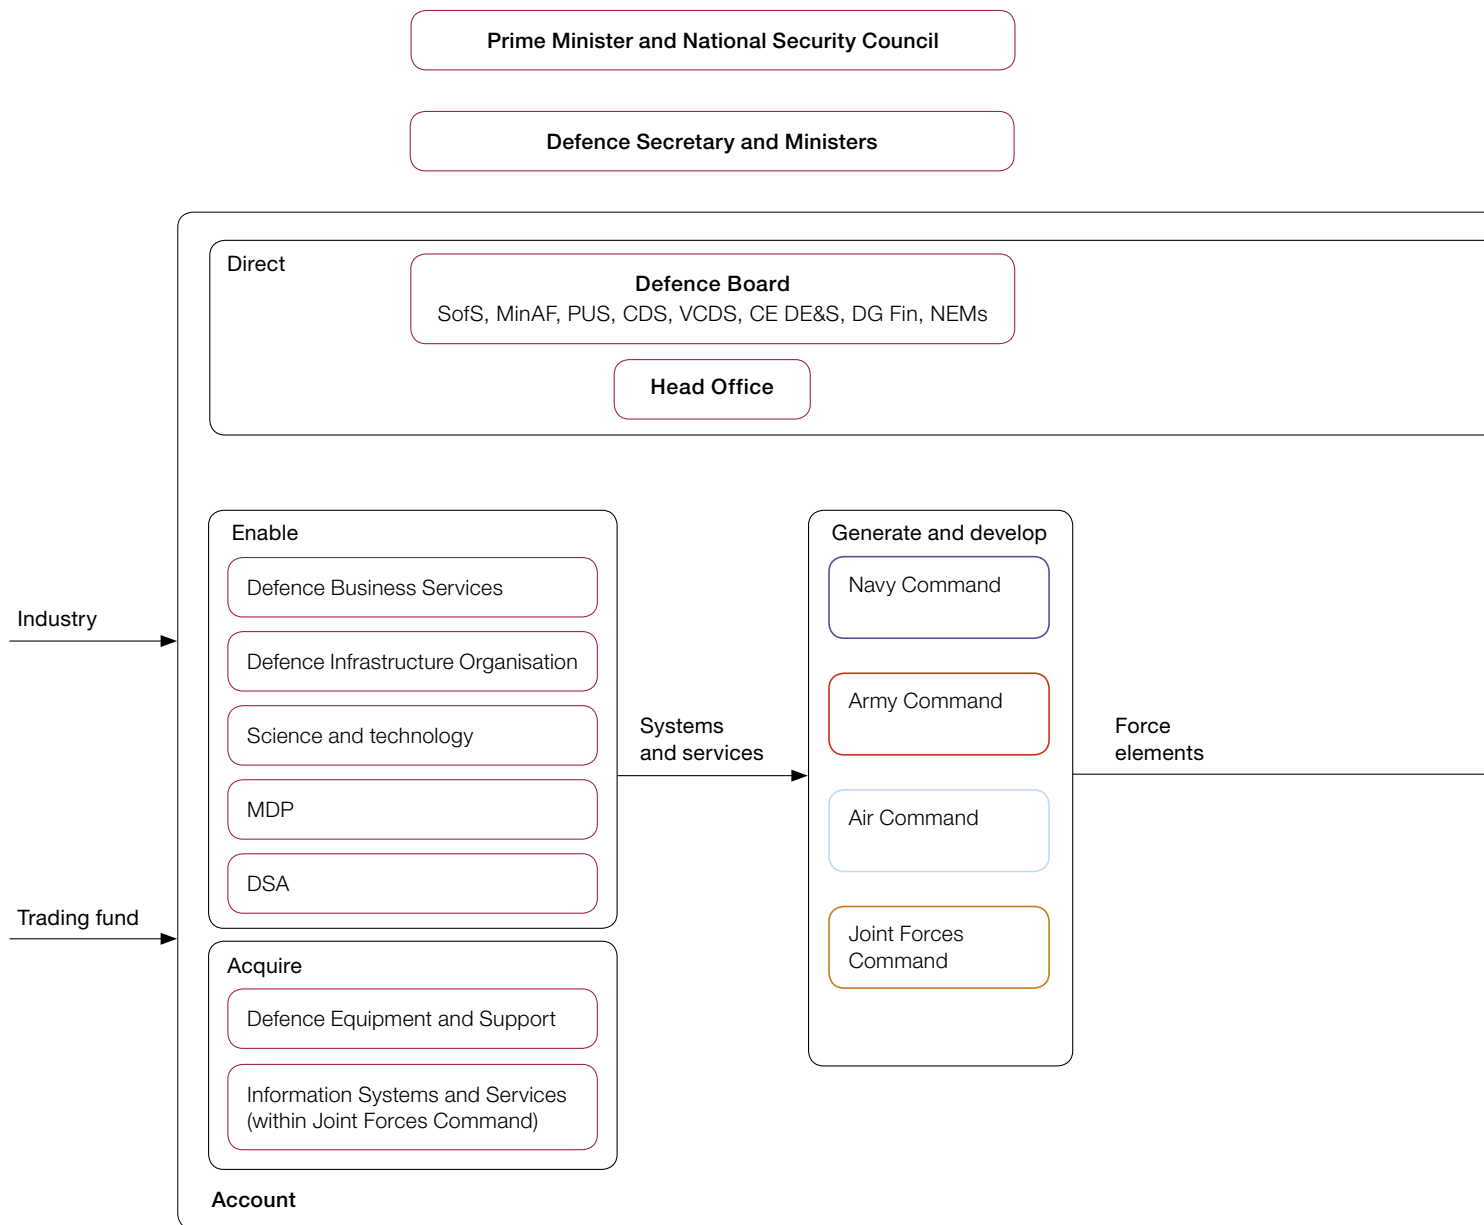 Prime Minister and National Security Council
Defence Secretary and Ministers
Direct
Defence Board
SofS, MinAF, PUS, CDS, VCDS, CE DE&S, DG Fin, NEMs
Head Office
Industry
Trading fund
Enable
Defence Business Services
Defence Infrastructure Organisation
Science and technology
MDP
DSA
Acquire
Defence Equipment and Support
Information Systems and Services
(within Joint Forces Command)
Account
Systems
and services
Generate and develop
Navy Command
Army Command
Air Command
Joint Forces
Command
Force
elements